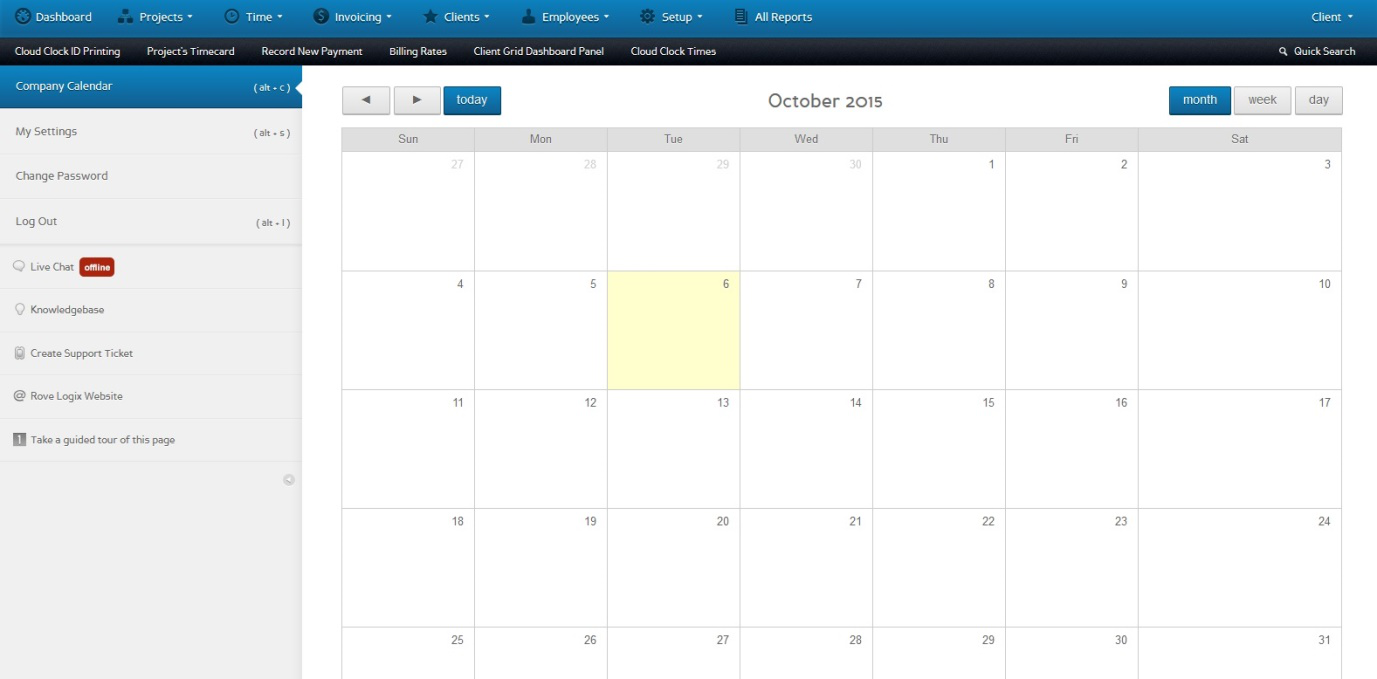 Dashboard Projects Time Invoicing Clients Employees Setup All Reports Client
Cloud Clock ID Printing Project's Timecard Record New Payment Billing Rates Client Grid Dashboard Panel Cloud Clock Times Quick Search
Company Calendar ( alt + c )
My Settings ( alt + s )
Change Password
Log Out ( alt + l )
Live Chat offline
Knowledgebase
Create Support Ticket
@ Rove Logix Website
1 Take a guided tour of this page
◄ ► today October 2015 month week day
Sun Mon Tue Wed Thu Fri Sat
27 28 29 30 1 2 3
4 5 6 7 8 9 10
11 12 13 14 15 16 17
18 19 20 21 22 23 24
25 26 27 28 29 30 31